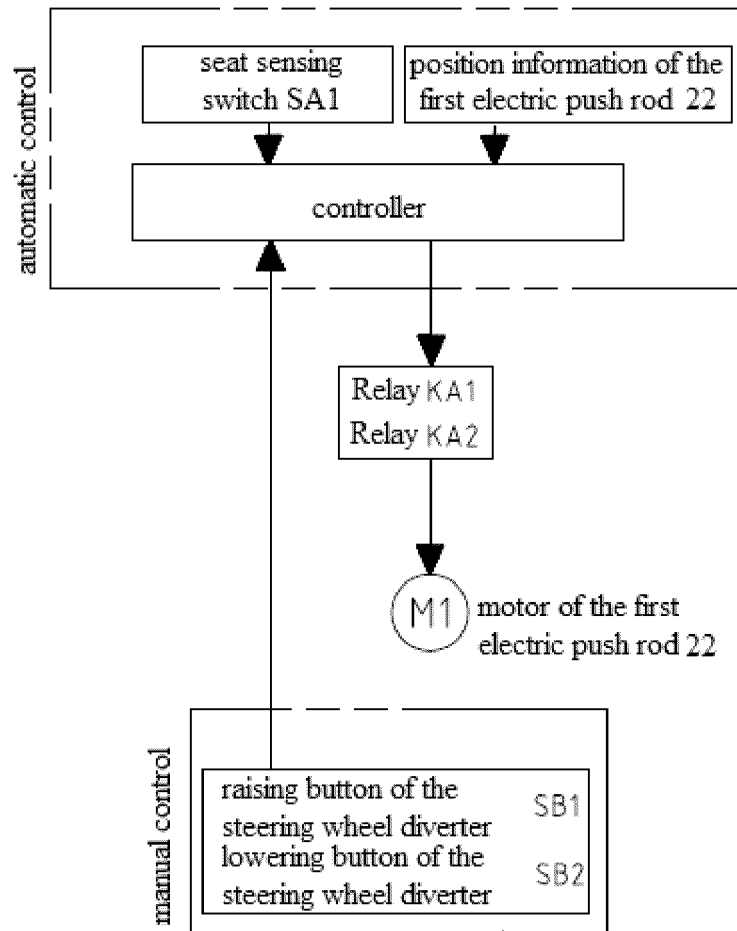 automatic control
seat sensing
switch SA1
position information of the
first electric push rod 22
controller
Relay KA1
Relay KA2
M1
motor of the first
electric push rod 22
manual control
raising button of the
steering wheel diverter
SB1
lowering button of the
steering wheel diverter
SB2